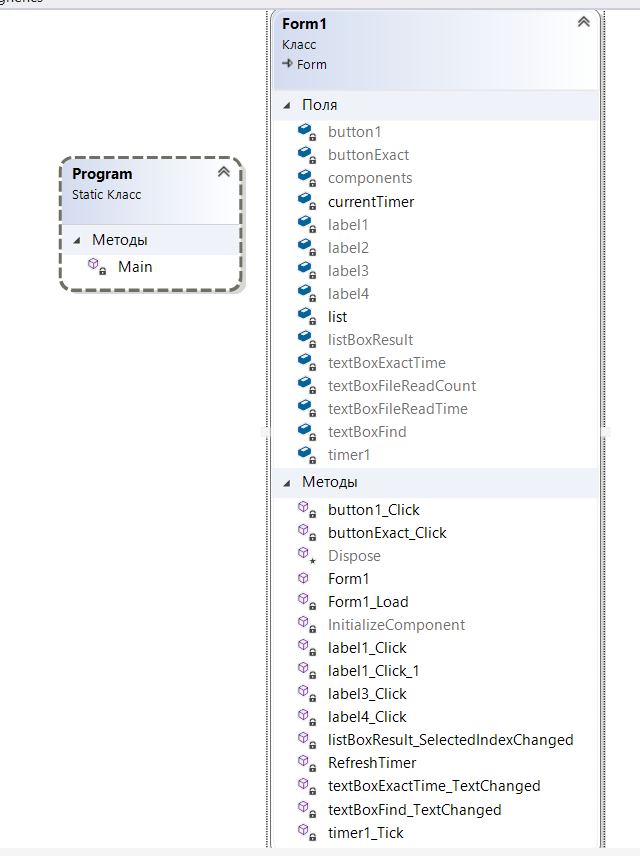 Program
Static Класс
Методы
Main
Form1
Класс
Form
Поля
button1
buttonExact
components
currentTimer
label1
label2
label3
label4
list
listBoxResult
textBoxExactTime
textBoxFileReadCount
textBoxFileReadTime
textBoxFind
timer1
Методы
button1_Click
buttonExact_Click
Dispose
Form1
Form1_Load
InitializeComponent
label1_Click
label1_Click_1
label3_Click
label4_Click
listBoxResult_SelectedIndexChanged
RefreshTimer
textBoxExactTime_TextChanged
textBoxFind_TextChanged
timer1_Tick